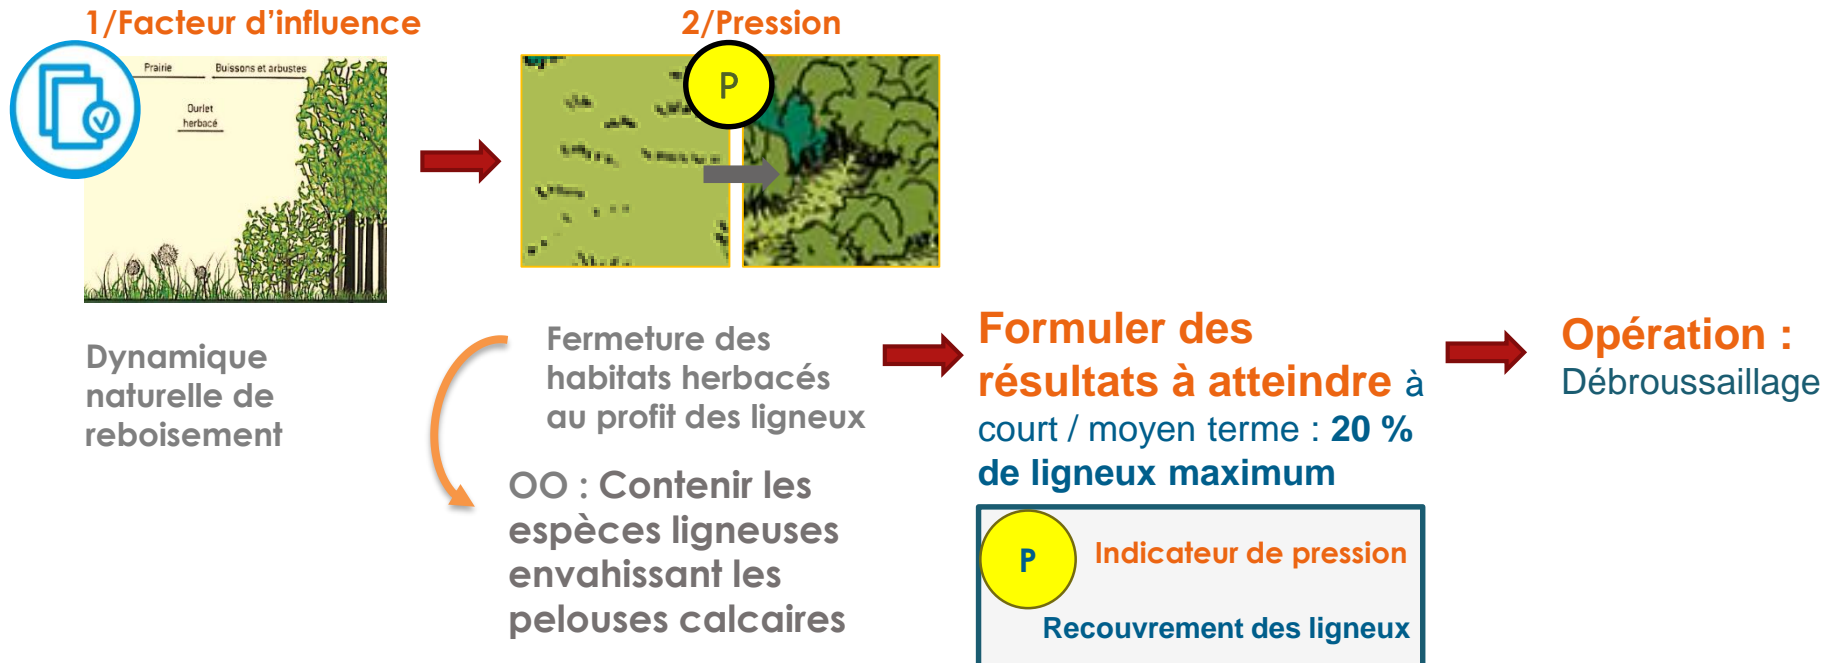 1/Facteur d’influence
2/Pression
Prairie
Buissons et arbustes
Ourlet
herbacé
P
Dynamique
naturelle de
reboisement
Fermeture des
habitats herbacés
au profit des ligneux
OO : Contenir les
espèces ligneuses
envahissant les
pelouses calcaires
Formuler des
résultats à atteindre à
court / moyen terme : 20 %
de ligneux maximum
P
Indicateur de pression
Recouvrement des ligneux
Opération :
Débroussaillage